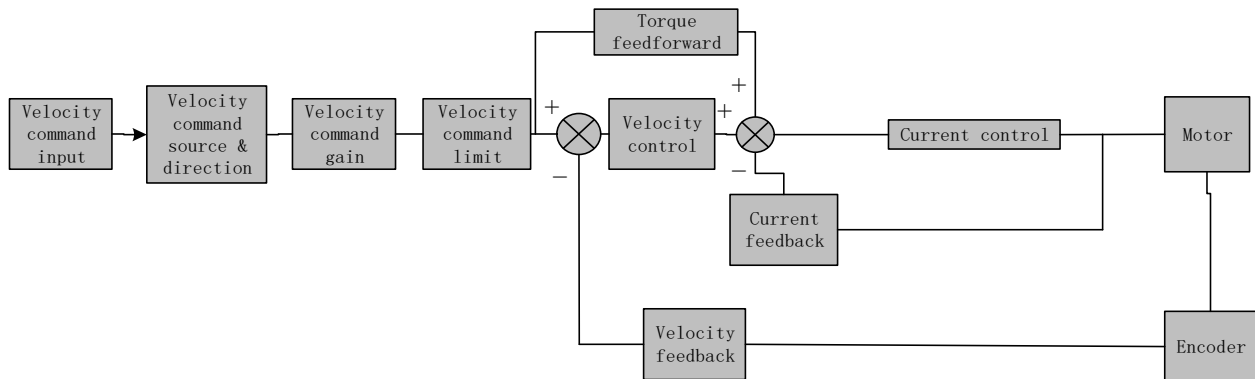 Torque
feedforward
Velocity
command
input
Velocity
command
source &
direction
Velocity
command
gain
Velocity
command
limit
+
−
Velocity
control
+
+
−
Current control
Motor
Current
feedback
Velocity
feedback
Encoder